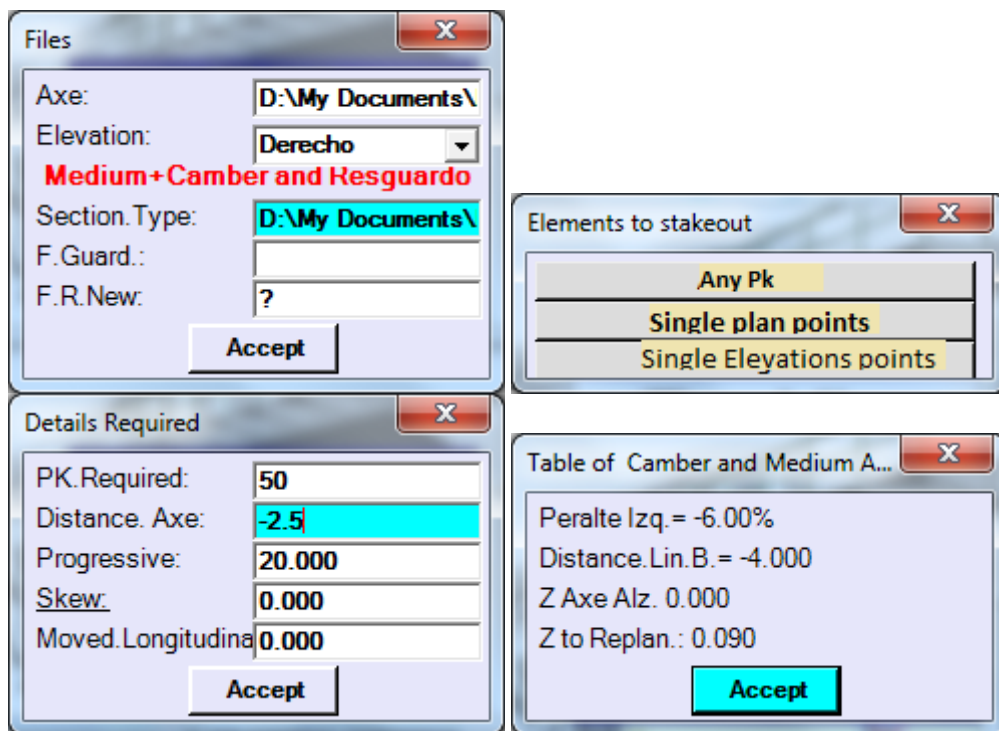 Files
Axe: D:\My Documents\
Elevation: Derecho
Medium+Camber and Resguardo
Section.Type: D:\My Documents\
F.Guard.:
F.R.New: ?
Accept
Elements to stakeout
Any Pk
Single plan points
Single Eleyations points
Details Required
PK.Required: 50
Distance. Axe: -2.5
Progressive: 20.000
Skew: 0.000
Moved.Longitudina 0.000
Accept
Table of Camber and Medium A...
Peralte Izq.= -6.00%
Distance.Lin.B.= -4.000
Z Axe Alz. 0.000
Z to Replan.: 0.090
Accept